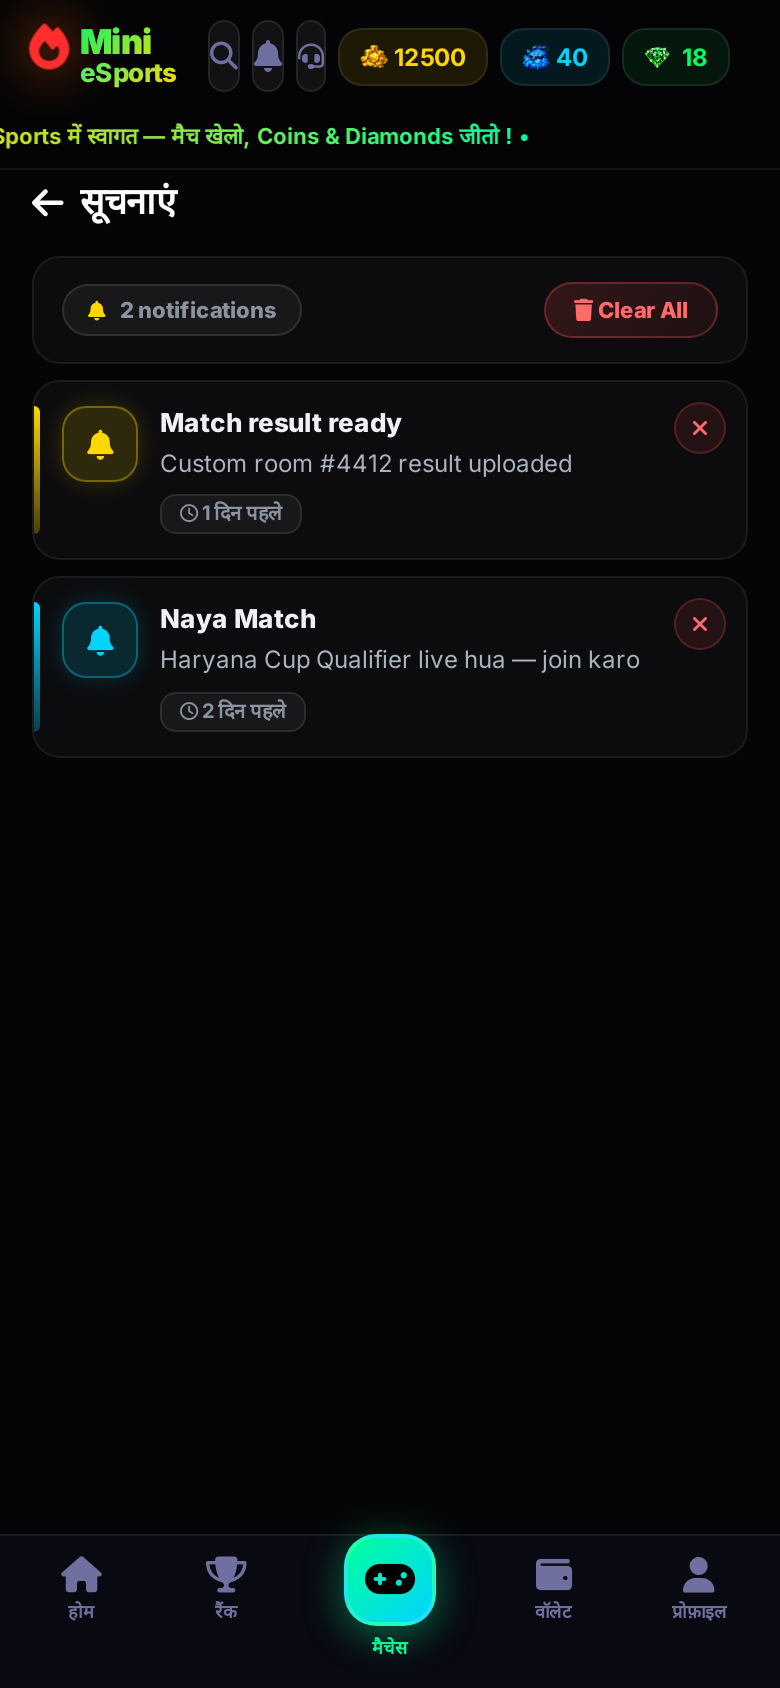 Mini
eSports
12500
40
18
Sports में स्वागत — मैच खेलो, Coins & Diamonds जीतो ! •
सूचनाएं
2 notifications
Clear All
Match result ready
Custom room #4412 result uploaded
1 दिन पहले
Naya Match
Haryana Cup Qualifier live hua — join karo
2 दिन पहले
होम
रैंक
मैचेस
वॉलेट
प्रोफ़ाइल